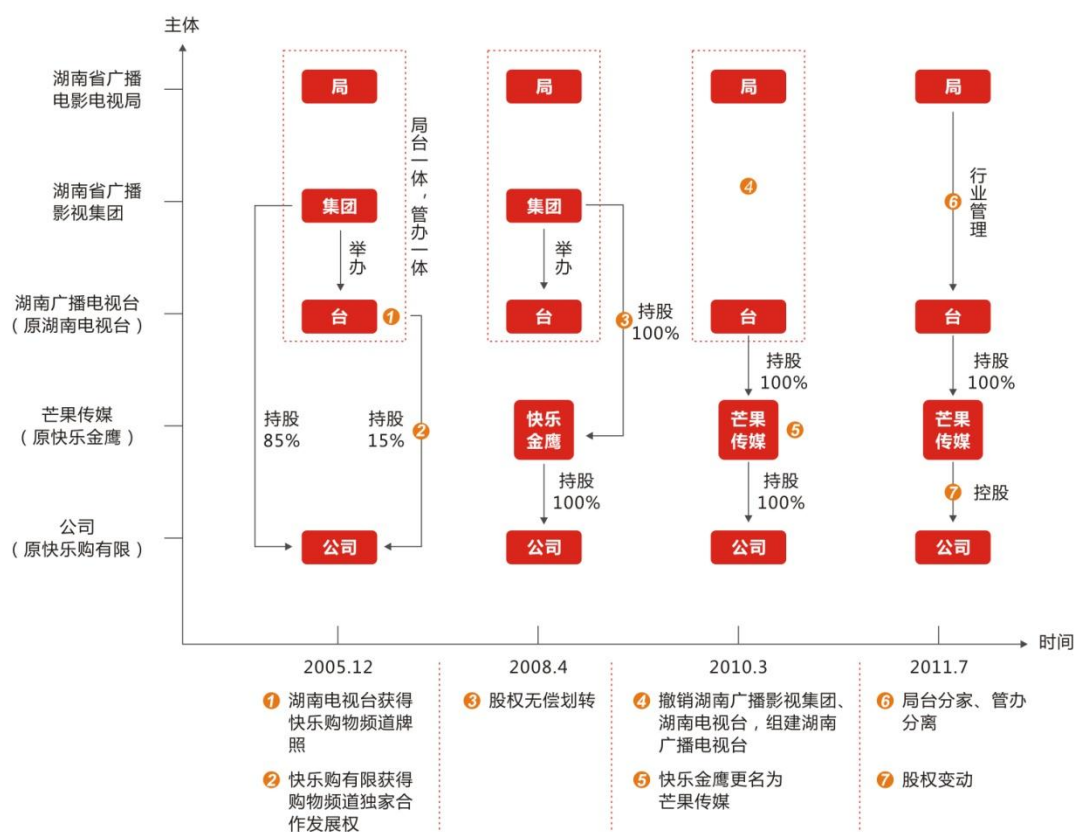 主体
湖南省广播
电影电视局
局
局
局
局
局台一体，管办一体
湖南省广播
影视集团
集团
集团
4
6
行业管理
举办
举办
湖南广播电视台
（原湖南电视台）
台
1
台
3
持股
100%
台
台
持股
100%
持股
100%
芒果传媒
（原快乐金鹰）
持股
85%
持股
15%
2
快乐
金鹰
芒果
传媒
5
芒果
传媒
持股
100%
持股
100%
7
控股
公司
（原快乐购有限）
公司
公司
公司
公司
时间
2005.12
2008.4
2010.3
2011.7
1 湖南电视台获得
快乐购物频道牌
照
2 快乐购有限获得
购物频道独家合
作发展权
3 股权无偿划转
4 撤销湖南广播影视集团、
湖南电视台，组建湖南
广播电视台
5 快乐金鹰更名为
芒果传媒
6 局台分家、管办
分离
7 股权变动